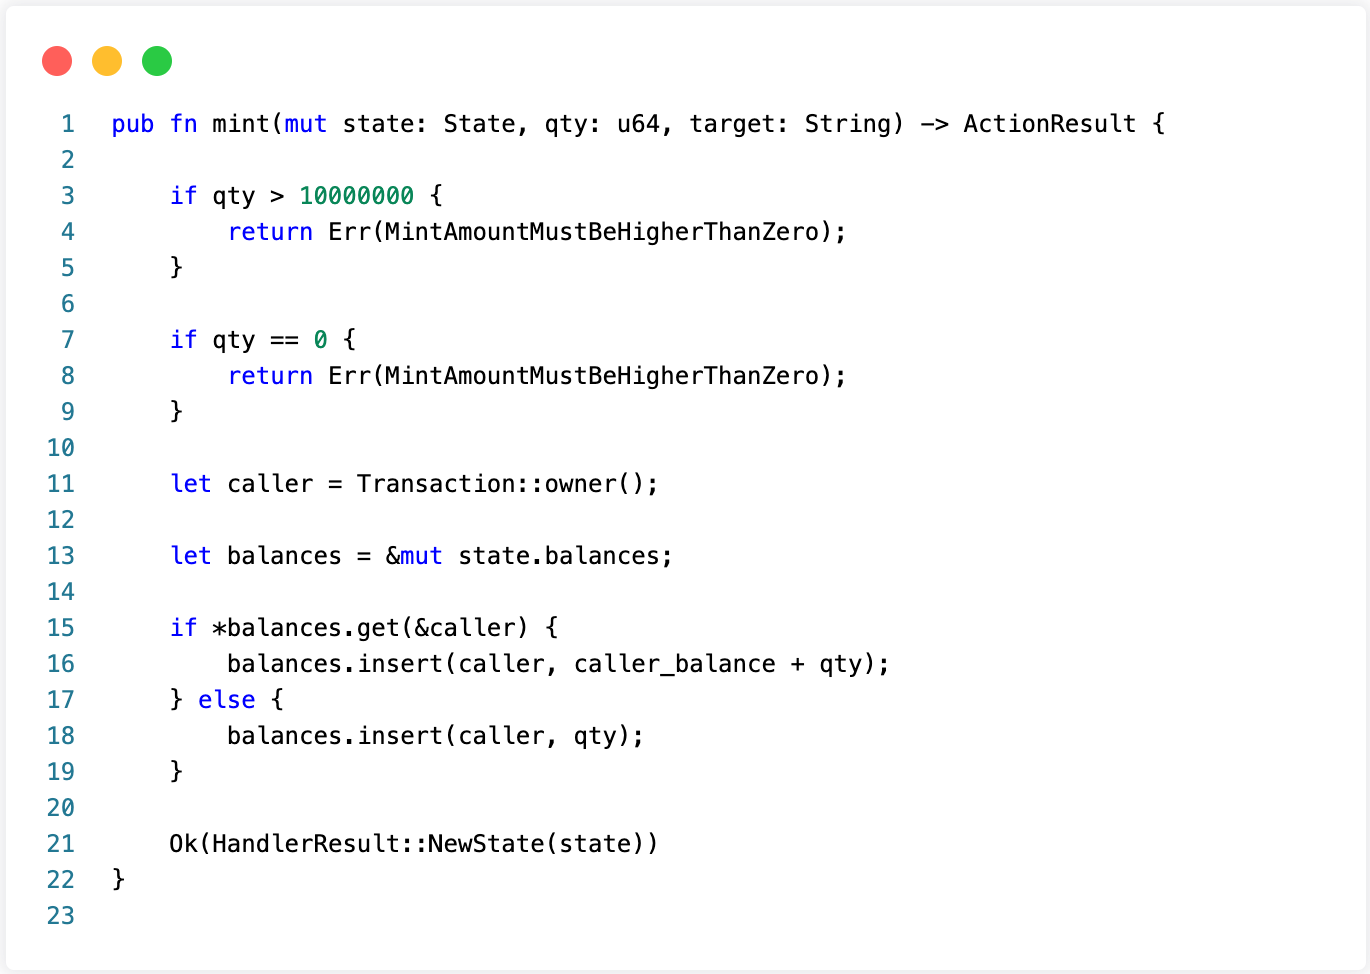 1 pub fn mint(mut state: State, qty: u64, target: String) -> ActionResult {
2
3     if qty > 10000000 {
4         return Err(MintAmountMustBeHigherThanZero);
5     }
6
7     if qty == 0 {
8         return Err(MintAmountMustBeHigherThanZero);
9     }
10
11     let caller = Transaction::owner();
12
13     let balances = &mut state.balances;
14
15     if *balances.get(&caller) {
16         balances.insert(caller, caller_balance + qty);
17     } else {
18         balances.insert(caller, qty);
19     }
20
21     Ok(HandlerResult::NewState(state))
22 }
23